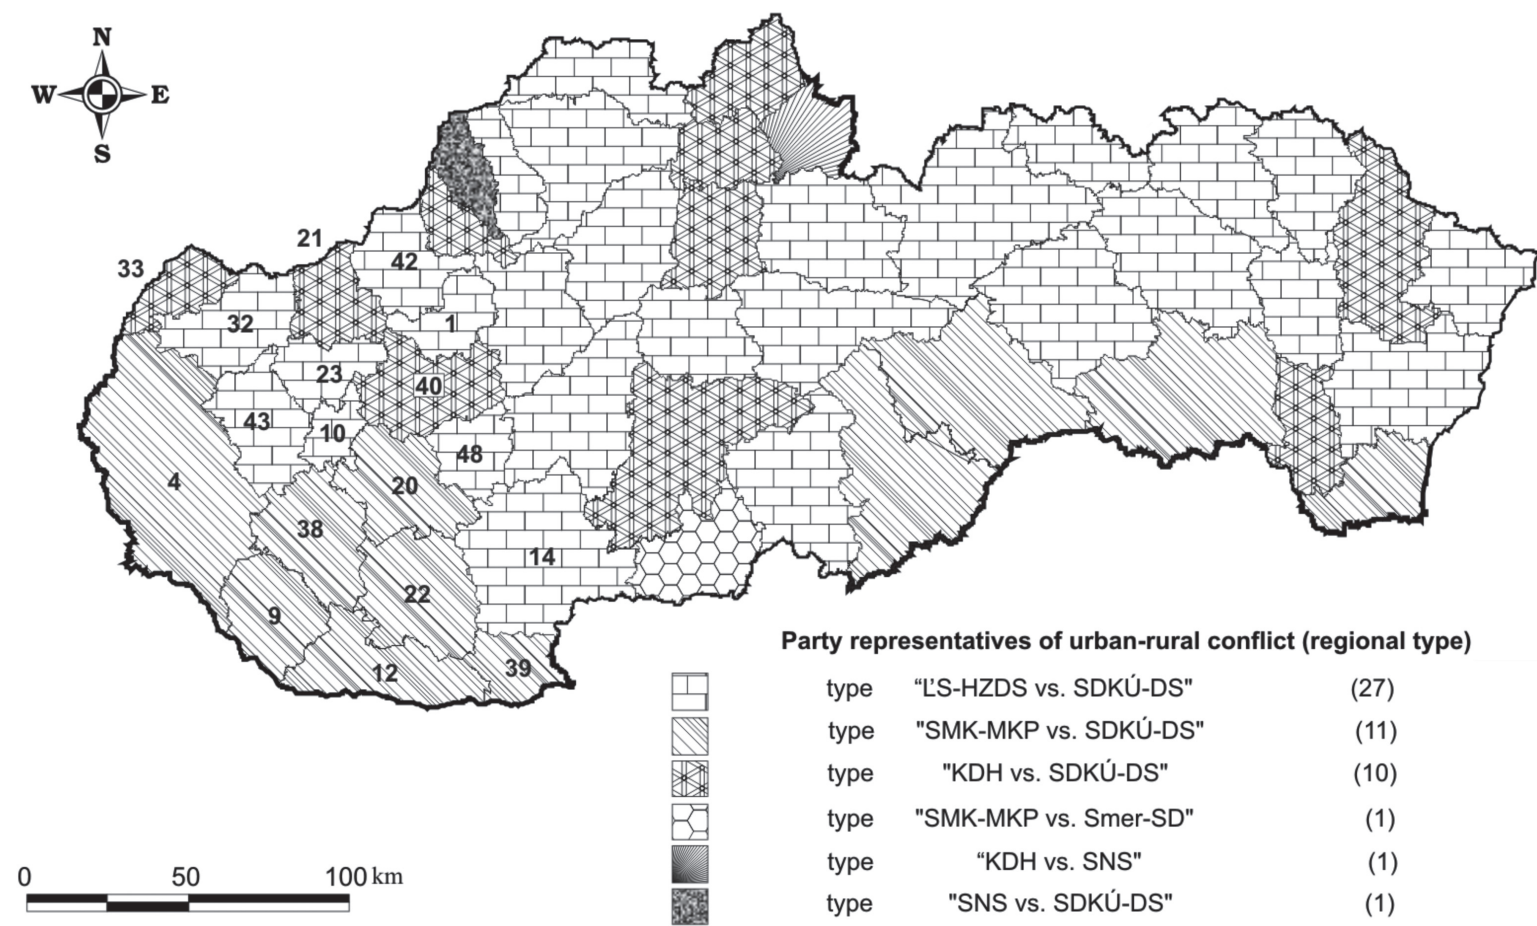 N
W E
S
21
33
42
32
1
23
40
43
10
48
4
20
38
14
22
9
12
39
Party representatives of urban-rural conflict (regional type)
type “ĽS-HZDS vs. SDKÚ-DS" (27)
type "SMK-MKP vs. SDKÚ-DS" (11)
type "KDH vs. SDKÚ-DS" (10)
type "SMK-MKP vs. Smer-SD" (1)
type “KDH vs. SNS" (1)
type "SNS vs. SDKÚ-DS" (1)
0 50 100 km